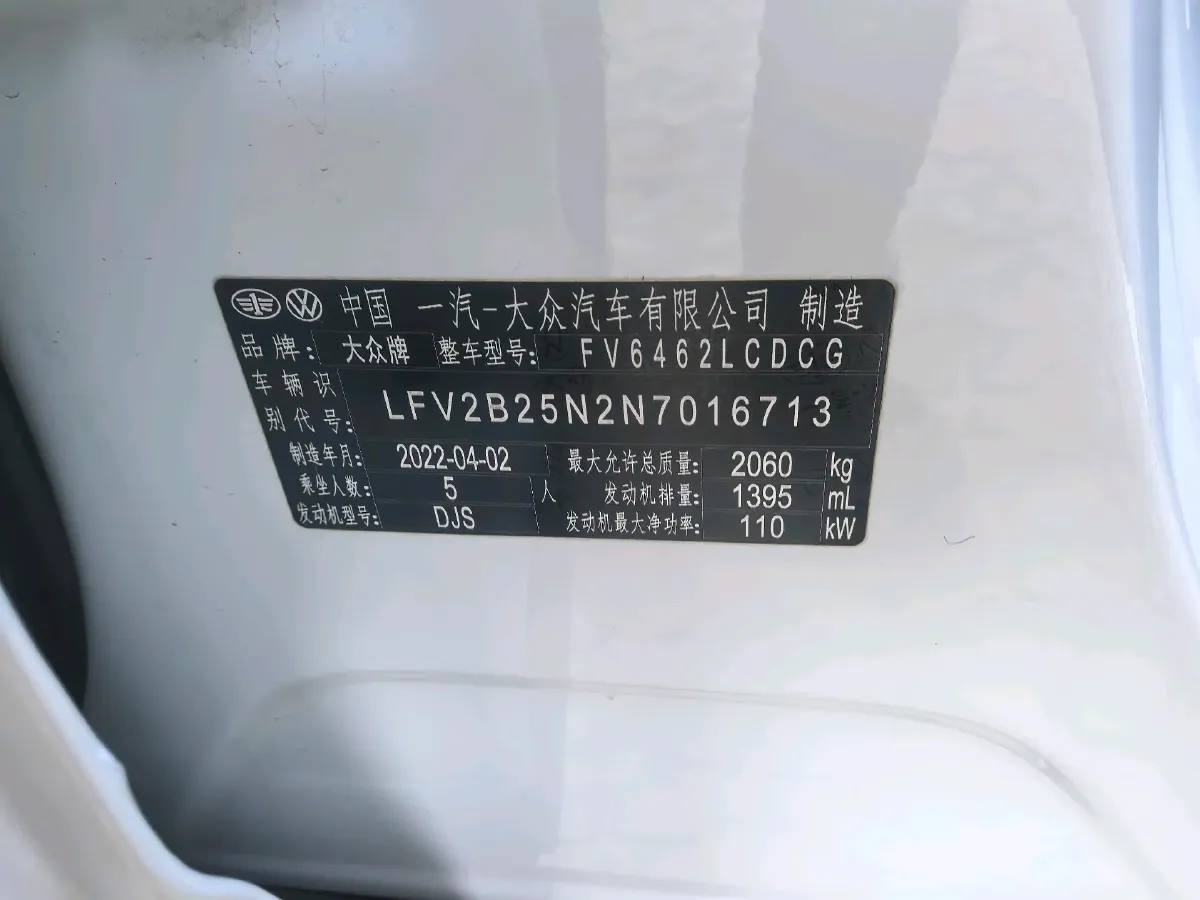 中国 一汽-大众汽车有限公司 制造
品牌: 大众牌 整车型号: FV6462LCDCG
车辆识别代号: LFV2B25N2N7016713
制造年月: 2022-04-02 最大允许总质量: 2060 kg
乘坐人数: 5 人 发动机排量: 1395 mL
发动机型号: DJS 发动机最大净功率: 110 kW